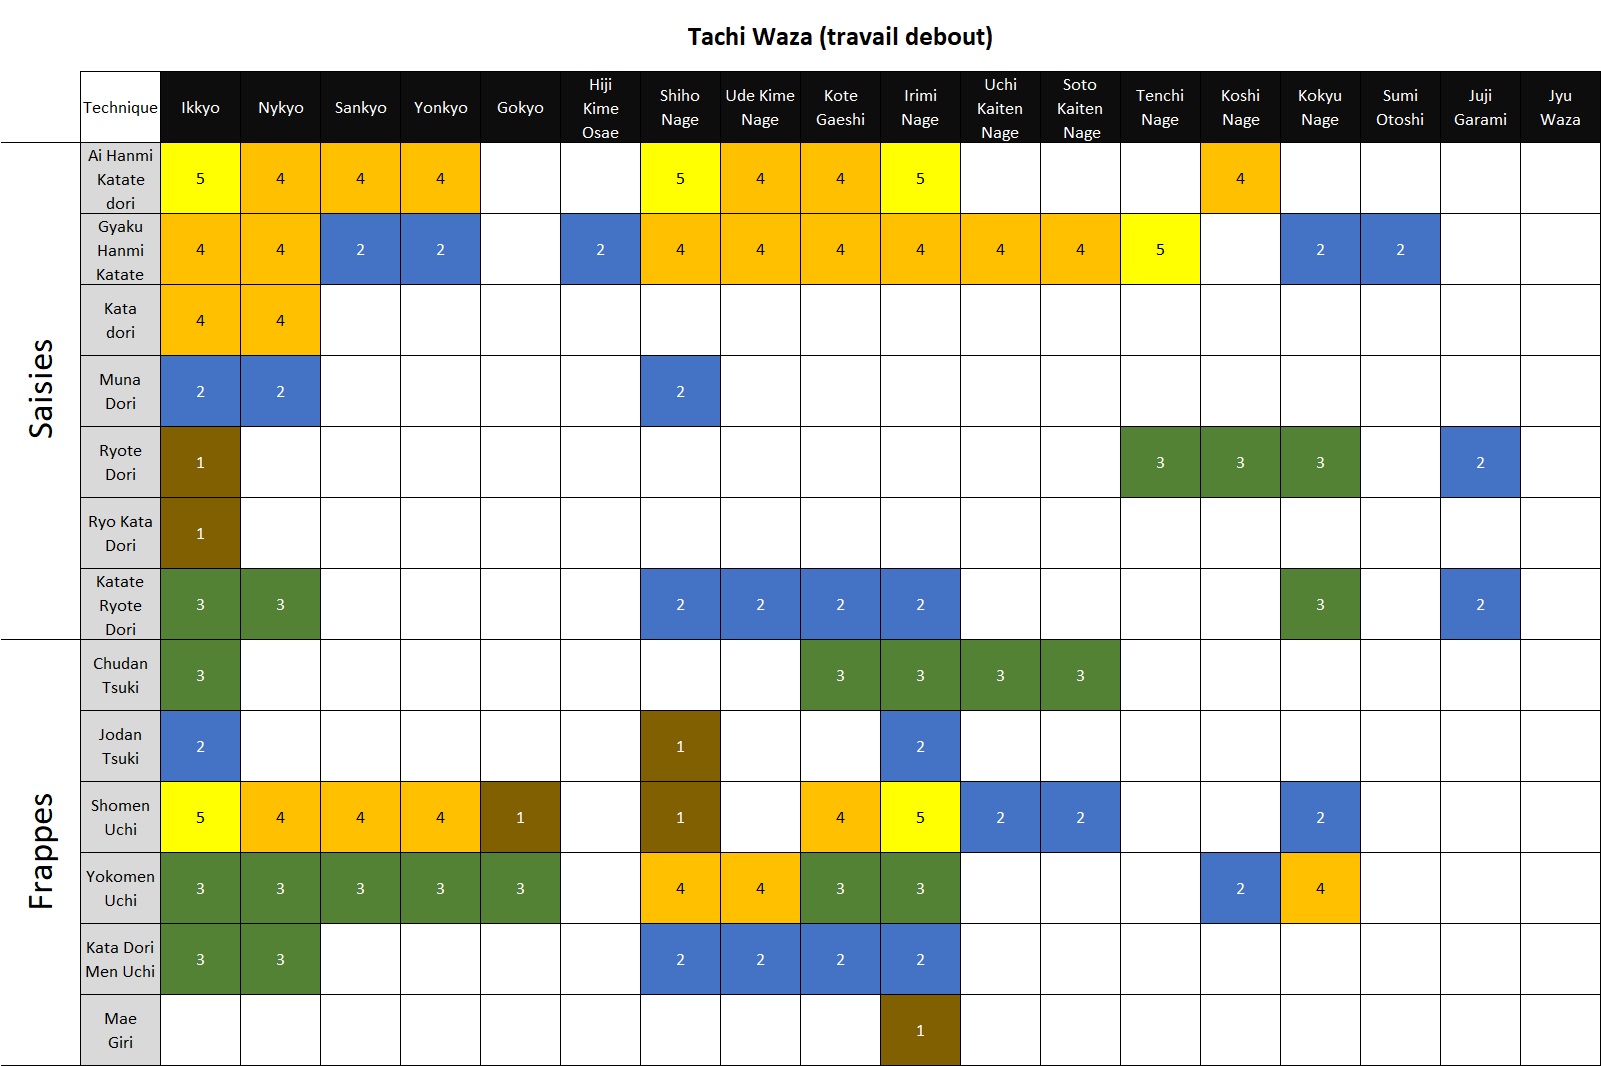 Tachi Waza (travail debout)
Technique Ikkyo Nykyo Sankyo Yonkyo Gokyo Hiji Kime Osae Shiho Nage Ude Kime Nage Kote Gaeshi Irimi Nage Uchi Kaiten Nage Soto Kaiten Nage Tenchi Nage Koshi Nage Kokyu Nage Sumi Otoshi Juji Garami Jyu Waza
Saisies
Ai Hanmi Katate dori 5 4 4 4 5 4 4 5 4
Gyaku Hanmi Katate 4 4 2 2 2 4 4 4 4 4 4 5 2 2
Kata dori 4 4
Muna Dori 2 2 2
Ryote Dori 1 3 3 3 2
Ryo Kata Dori 1
Katate Ryote Dori 3 3 2 2 2 2 3 2
Frappes
Chudan Tsuki 3 3 3 3 3
Jodan Tsuki 2 1 2
Shomen Uchi 5 4 4 4 1 1 4 5 2 2 2
Yokomen Uchi 3 3 3 3 3 4 4 3 3 2 4
Kata Dori Men Uchi 3 3 2 2 2 2
Mae Giri 1